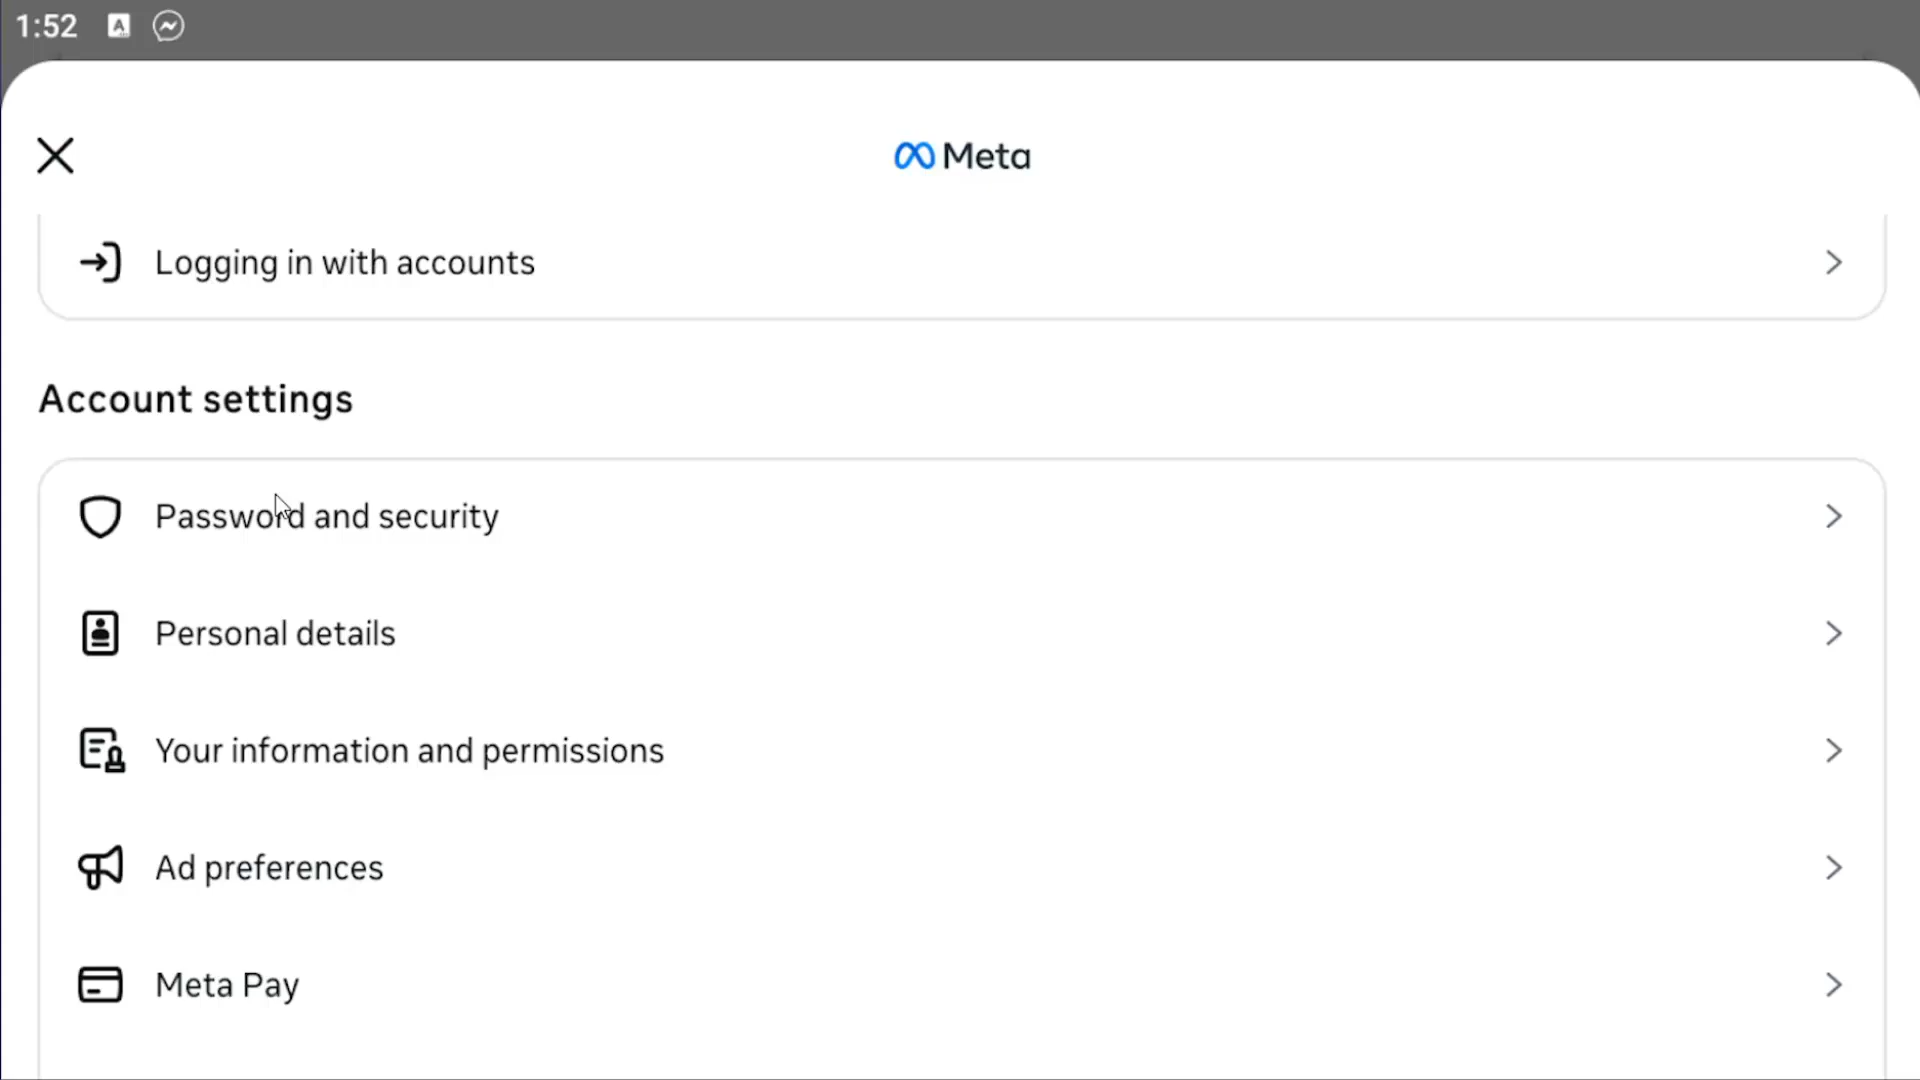 1:52
Meta
Logging in with accounts
Account settings
Password and security
Personal details
Your information and permissions
Ad preferences
Meta Pay